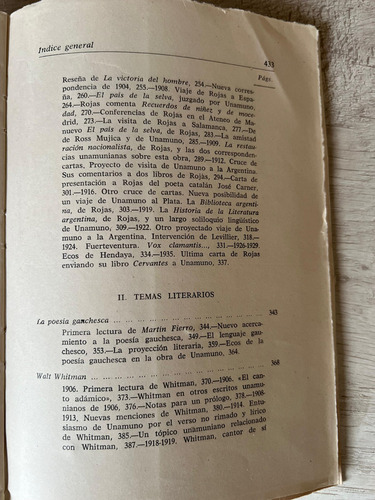 Indice general
433
Págs.
Reseña de La victoria del hombre, 254.—Nueva corres-
pondencia de 1904, 255.-1908. Viaje de Rojas a Espa-
ña, 260.—El país de la selva, juzgado por Unamuno,
264.—Rojas comenta Recuerdos de niñez y de moce-
dad, 270.—Conferencias de Rojas en el Ateneo de Ma-
drid, 273.—La visita de Rojas a Salamanca, 277.—De
nuevo El país de la selva, de Rojas, 283.—La amistad
de Ross Mujica y de Unamuno, 285.-1909. La restau-
ración nacionalista, de Rojas, y las dos correspondен-
cias unamunianas sobre esta obra, 289.-1912. Cruce de
Cartas, Proyecto de visita de Unamuno a la Argentina.
Sus comentarios a dos libros de Rojas, 294.—Carta de
presentación a Rojas del poeta catalán José Carner,
301.—1916. Otro cruce de cartas. Nueva posibilidad de
un viaje de Unamuno al Plata. La Biblioteca argenti-
na, de Rojas, 303.—1919. La Historia de la Literatura
argentina, de Rojas, y un largo soliloquio lingüístico
de Unamuno, 309.—1922. Otro proyectado viaje de Una-
muno a la Argentina, Intervención de Levillier, 318.—
1924. Fuerteventura. Vox clamantis..., 331.—1926-1929.
Ecos de Hendaya, 334.—1935. Ultima carta de Rojas
enviando su libro Cervantes a Unamuno, 337.
II. TEMAS LITERARIOS
La poesía gauchesca ... 343
Primera lectura de Martín Fierro, 344.—Nuevo acerca-
miento a la poesía gauchesca, 349.—El lenguaje gau-
chesco, 353.—La proyección literaria, 359.—Ecos de la
poesía gauchesca en la obra de Unamuno, 364.
Walt Whitman ... 368
1906. Primera lectura de Whitman, 370.—1906. «El can-
to adámico», 373.—Whitman en otros escritos unamu-
nianos de 1906, 376.—Notas para un prólogo, 378.—1908-
1913, Nuevas menciones de Whitman, 380.—1914. Entu-
siasmo de Unamuno por el verso no rimado y lírico
de Whitman, 385.—Un tópico unamuniano relacionado
con Whitman, 387.—1918-1919. Whitman, cantor de sí